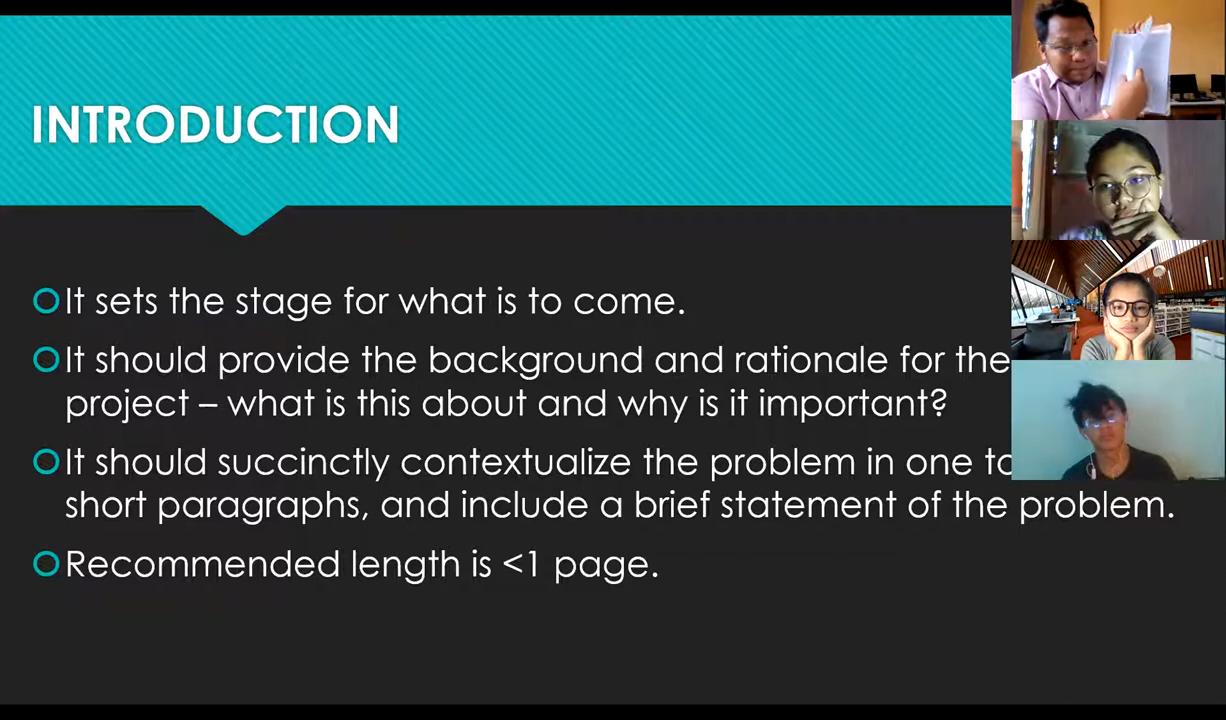 INTRODUCTION
It sets the stage for what is to come.
It should provide the background and rationale for the
project – what is this about and why is it important?
It should succinctly contextualize the problem in one
short paragraphs, and include a brief statement of the problem.
Recommended length is <1 page.